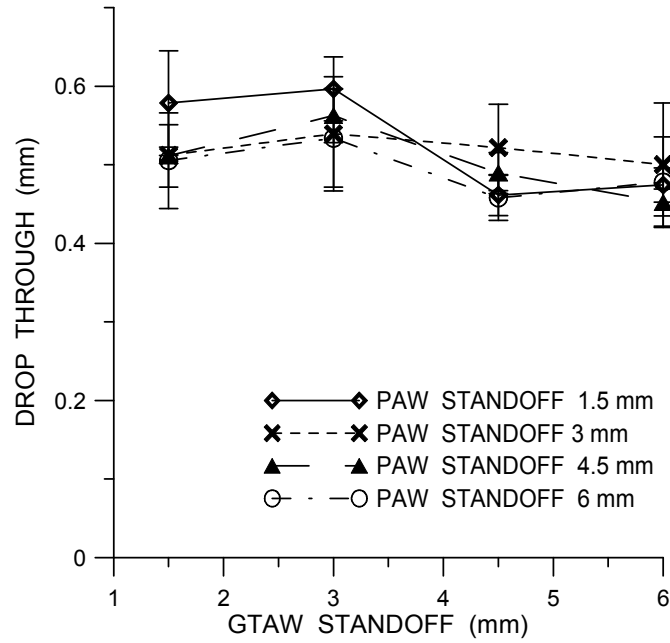 0.6
0.4
0.2
0
DROP THROUGH (mm)
PAW STANDOFF 1.5 mm
PAW STANDOFF 3 mm
PAW STANDOFF 4.5 mm
PAW STANDOFF 6 mm
1 2 3 4 5 6
GTAW STANDOFF (mm)